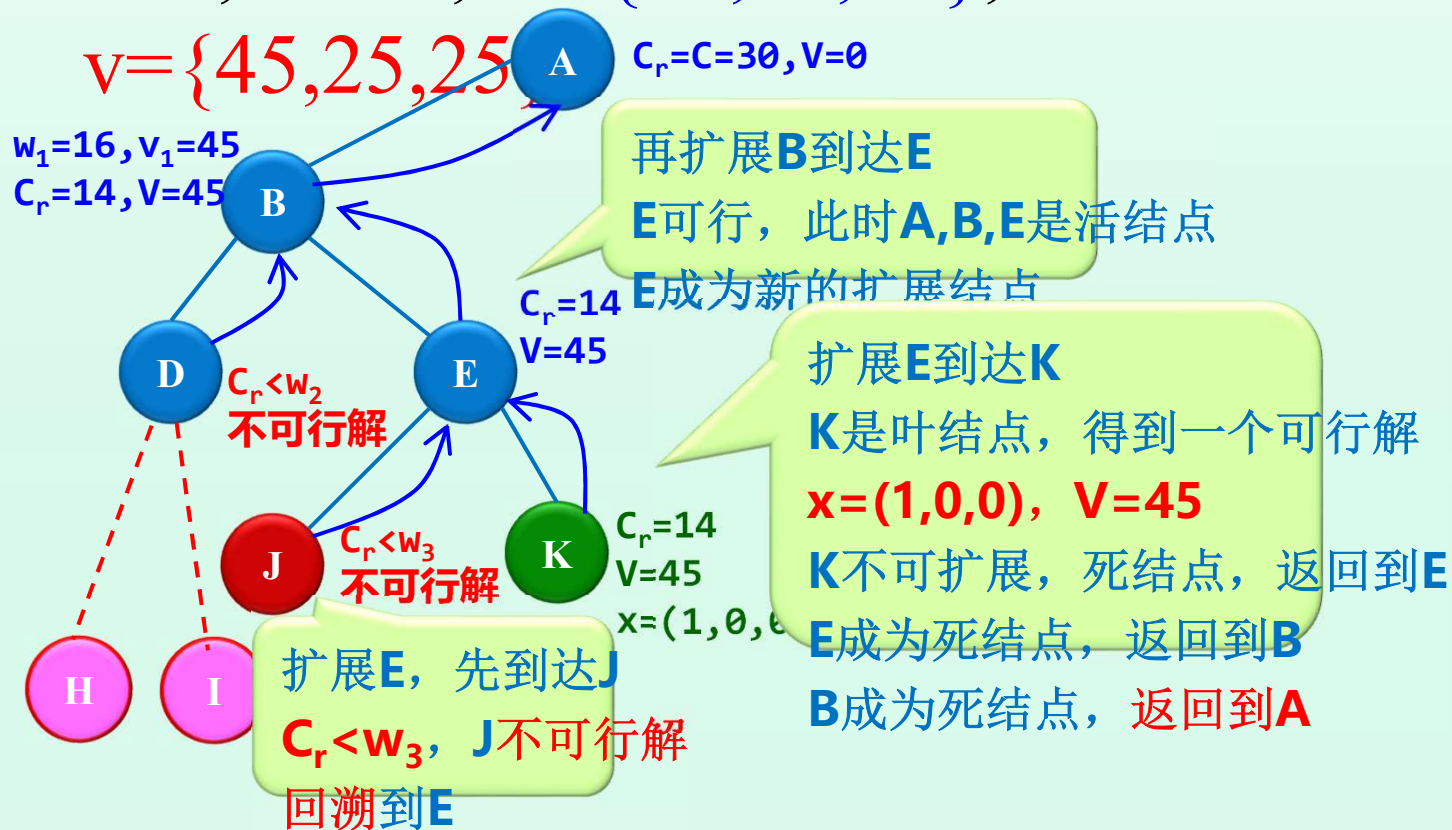 v={45,25,25}
A
Cr=C=30,V=0
w1=16,v1=45
Cr=14,V=45
B
再扩展B到达E
E可行，此时A,B,E是活结点
E成为新的扩展结点
Cr=14
V=45
D
Cr<w2
不可行解
E
扩展E到达K
K是叶结点，得到一个可行解
x=(1,0,0)，V=45
K不可扩展，死结点，返回到E
E成为死结点，返回到B
B成为死结点，返回到A
J
Cr<w3
不可行解
K
Cr=14
V=45
x=(1,0,0
H
I
扩展E，先到达J
Cr<w3，J不可行解
回溯到E